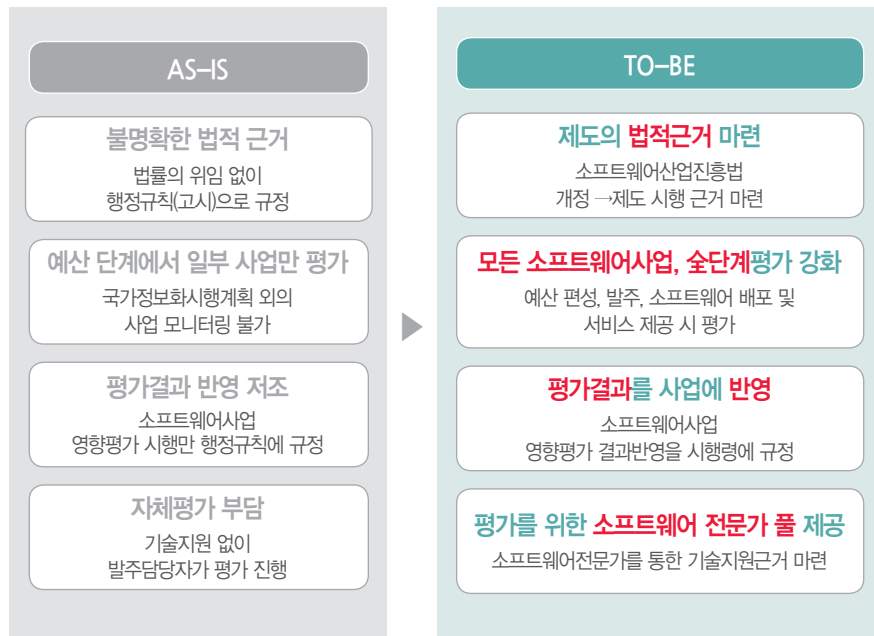 AS–IS
불명확한 법적 근거
법률의 위임 없이
행정규칙(고시)으로 규정
예산 단계에서 일부 사업만 평가
국가정보화시행계획 외의
사업 모니터링 불가
평가결과 반영 저조
소프트웨어사업
영향평가 시행만 행정규칙에 규정
자체평가 부담
기술지원 없이
발주담당자가 평가 진행
TO–BE
제도의 법적근거 마련
소프트웨어산업진흥법
개정 →제도 시행 근거 마련
모든 소프트웨어사업, 全단계평가 강화
예산 편성, 발주, 소프트웨어 배포 및
서비스 제공 시 평가
평가결과를 사업에 반영
소프트웨어사업
영향평가 결과반영을 시행령에 규정
평가를 위한 소프트웨어 전문가 풀 제공
소프트웨어전문가를 통한 기술지원근거 마련